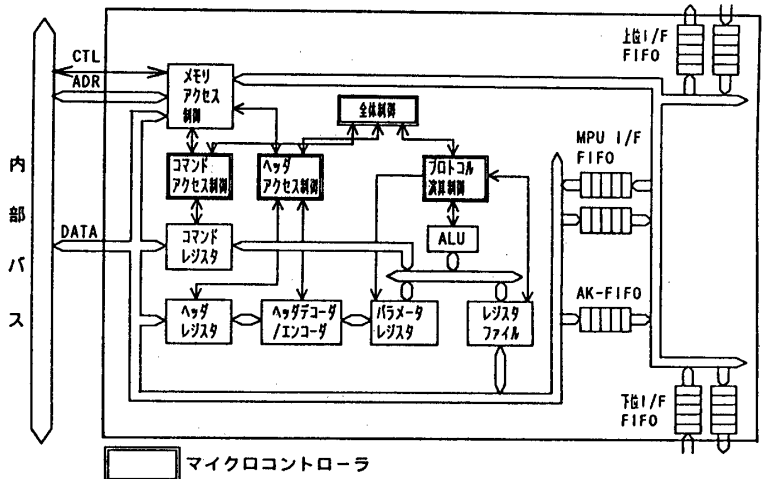 CTL
ADR
DATA
内部バス
メモリ
アクセス
制御
全体制御
コマンド
アクセス制御
ヘッダ
アクセス制御
プロトコル
演算制御
コマンド
レジスタ
ALU
ヘッダ
レジスタ
ヘッダデコーダ
/エンコーダ
パラメータ
レジスタ
レジスタ
ファイル
上位I/F
FIFO
MPU I/F
FIFO
AK-FIFO
下位I/F
FIFO
マイクロコントローラ